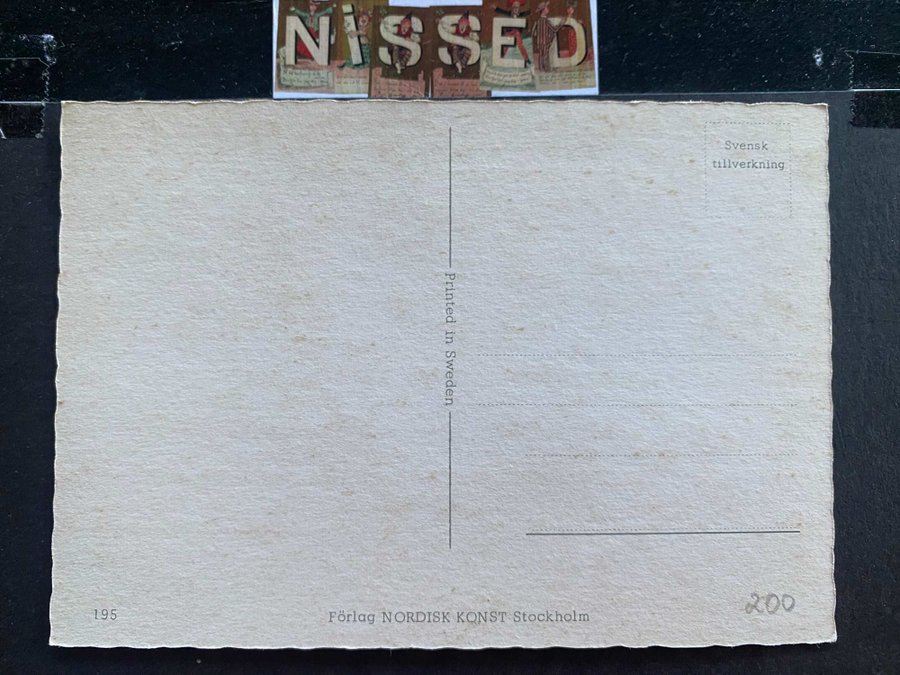 NISSED
Svensk
tillverkning
Printed in Sweden
195
Förlag NORDISK KONST Stockholm
200